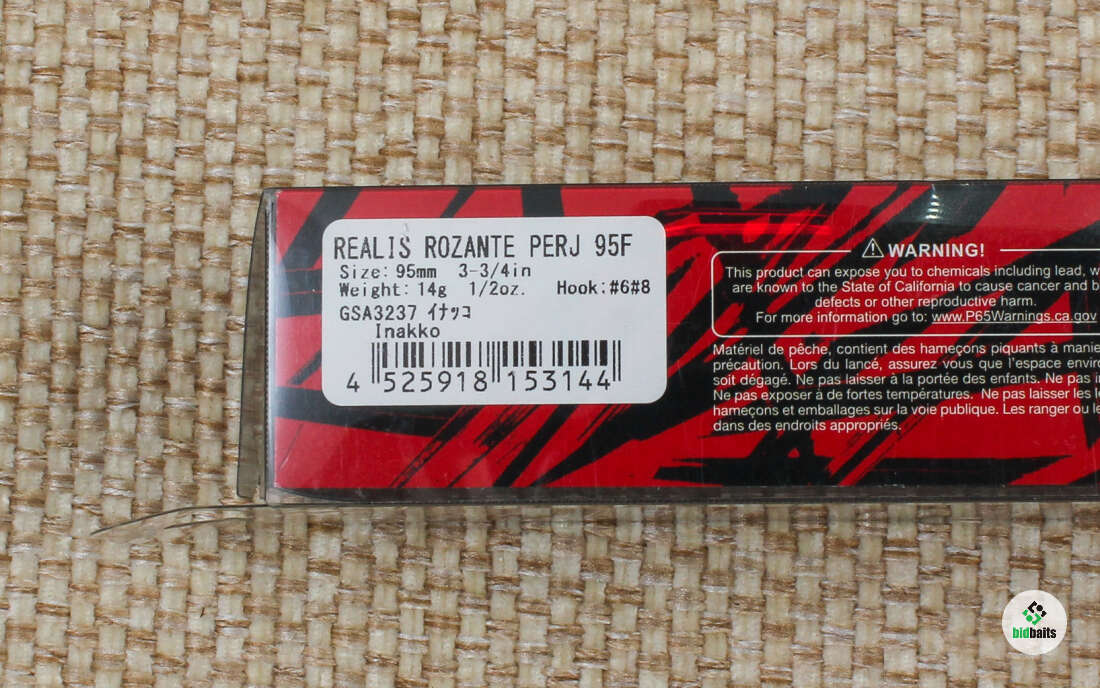 REALIS ROZANTE PERJ 95F
Size:95mm 3-3/4in
Weight:14g 1/2oz. Hook:#6#8
GSA3237 ｲﾅｯｺ
Inakko
4 525918 153144
WARNING!
This product can expose you to chemicals including lead,
are known to the State of California to cause cancer and
defects or other reproductive harm.
For more information go to: www.P65Warnings.ca.gov
Matériel de pêche, contient des hameçons piquants à
précaution. Lors du lancé, assurez vous que l'espace
soit dégagé. Ne pas laisser à la portée des enfants. Ne pas
Ne pas exposer à de fortes températures. Ne pas laisser les
hameçons et emballages sur la voie publique. Les ranger ou
dans des endroits appropriés.
bidbaits